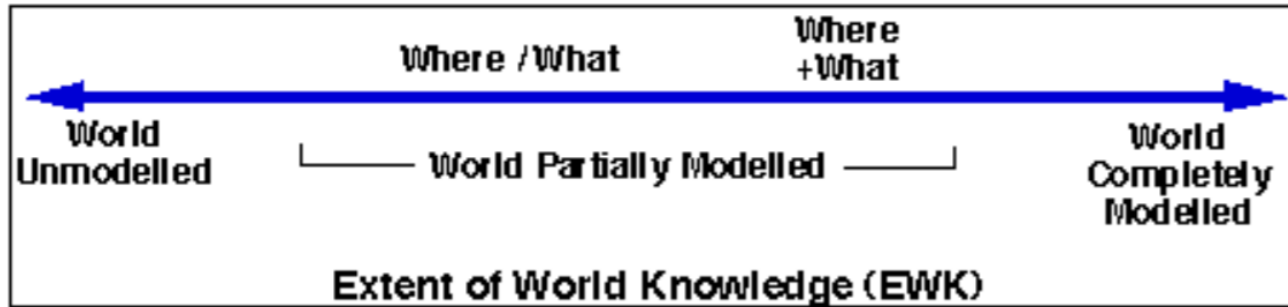 Where / What
Where
+What
World
Unmodelled
World Partially Modelled
World
Completely
Modelled
Extent of World Knowledge (EWK)